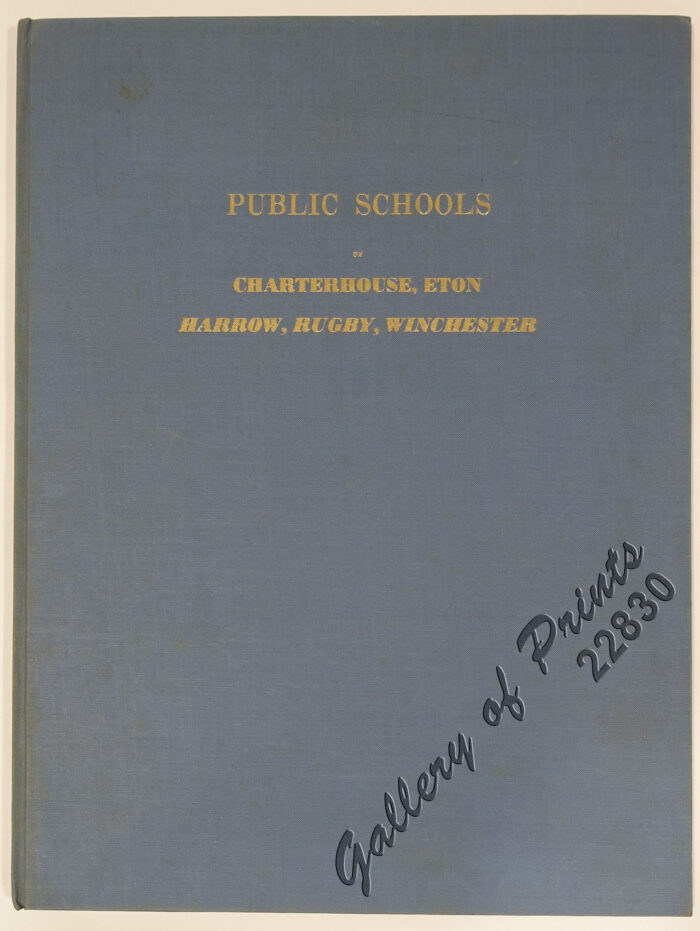 PUBLIC SCHOOLS
CHARTERHOUSE, ETON
HARROW, RUGBY, WINCHESTER
Gallery of Prints
22830